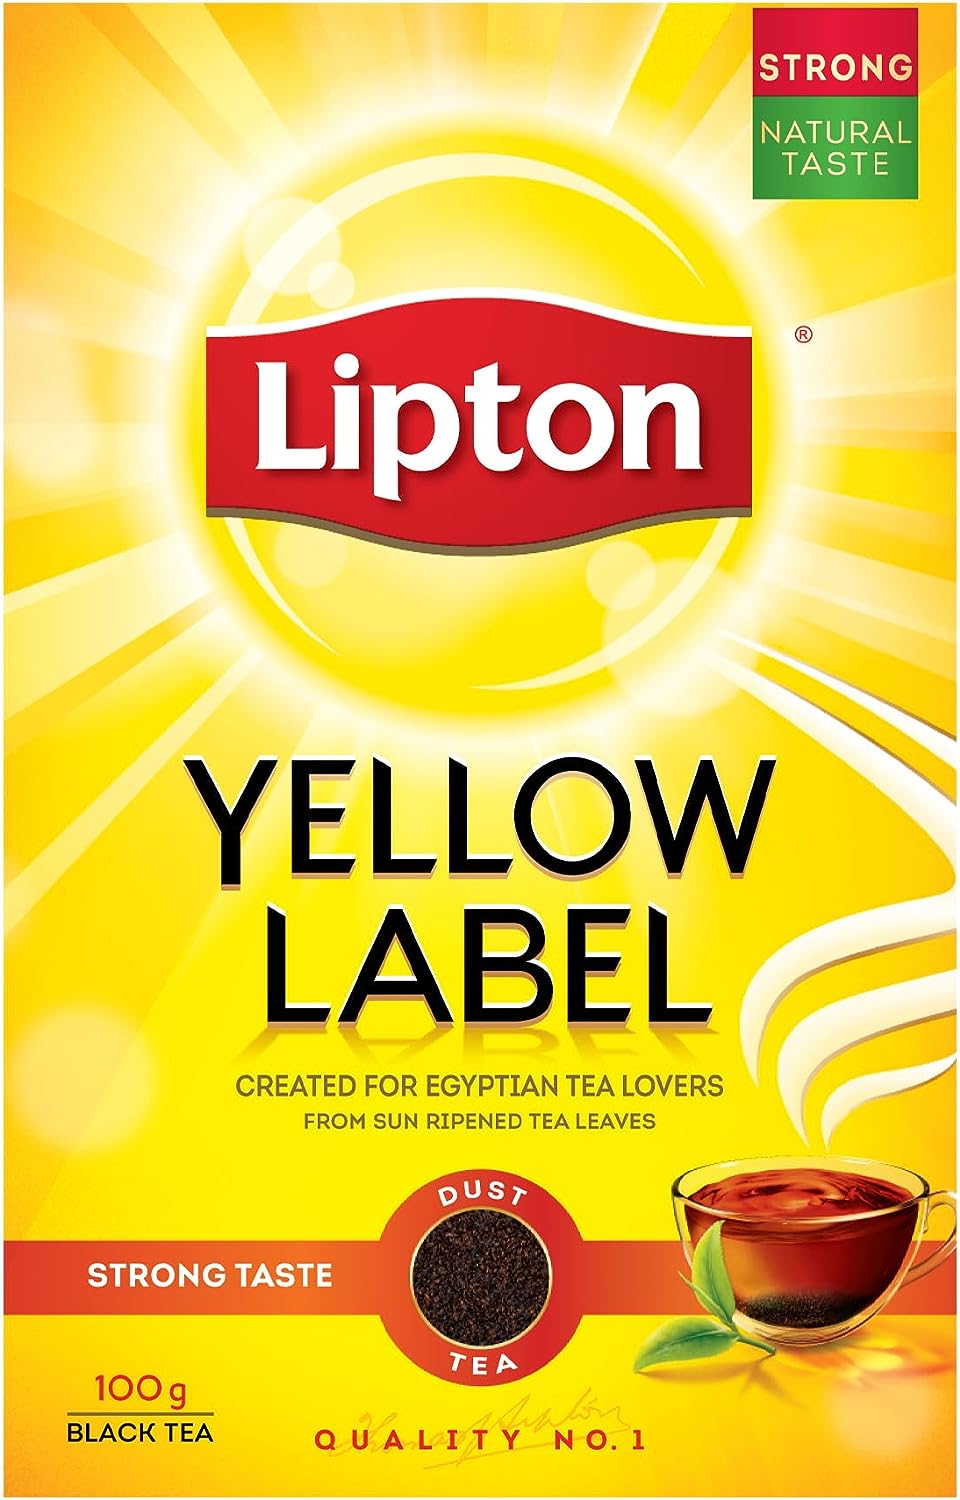 STRONG
NATURAL
TASTE
Lipton
®
YELLOW
LABEL
CREATED FOR EGYPTIAN TEA LOVERS
FROM SUN RIPENED TEA LEAVES
DUST
STRONG TASTE
TEA
100 g
BLACK TEA
QUALITY NO. 1